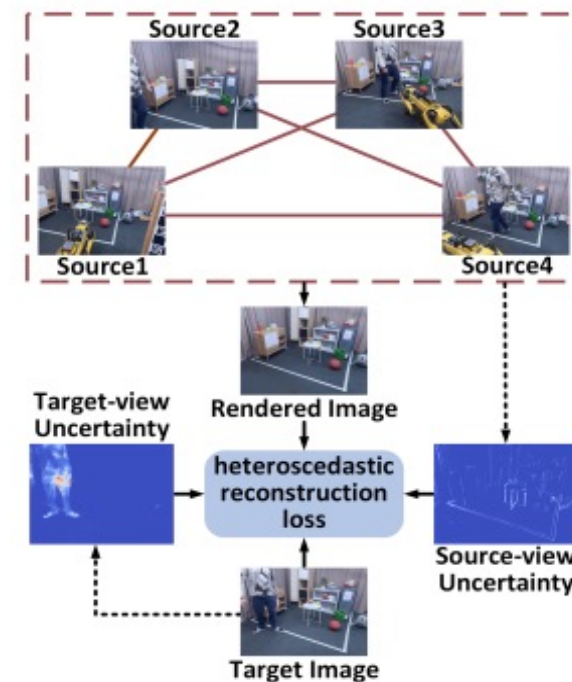 Source2
Source3
Source1
Source4
Rendered Image
Target-view
Uncertainty
heteroscedastic
reconstruction
loss
Source-view
Uncertainty
Target Image